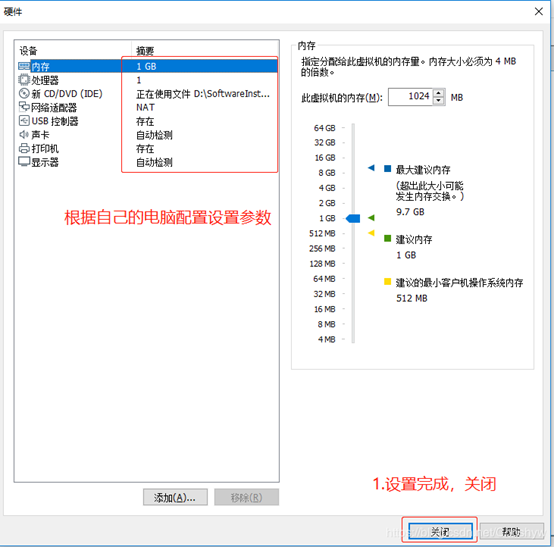 硬件
设备 摘要
内存 1 GB
处理器 1
新 CD/DVD (IDE) 正在使用文件 D:\SoftwareInst...
网络适配器 NAT
USB 控制器 存在
声卡 自动检测
打印机 存在
显示器 自动检测
根据自己的电脑配置设置参数
添加(A)... 移除(R)
内存
指定分配给此虚拟机的内存量。内存大小必须为 4 MB
的倍数。
此虚拟机的内存(M): 1024 MB
64 GB
32 GB
16 GB
8 GB
4 GB
2 GB
1 GB
512 MB
256 MB
128 MB
64 MB
32 MB
16 MB
8 MB
4 MB
最大建议内存
(超出此大小可能
发生内存交换。)
9.7 GB
建议内存
1 GB
建议的最小客户机操作系统内存
512 MB
1.设置完成，关闭
关闭 帮助